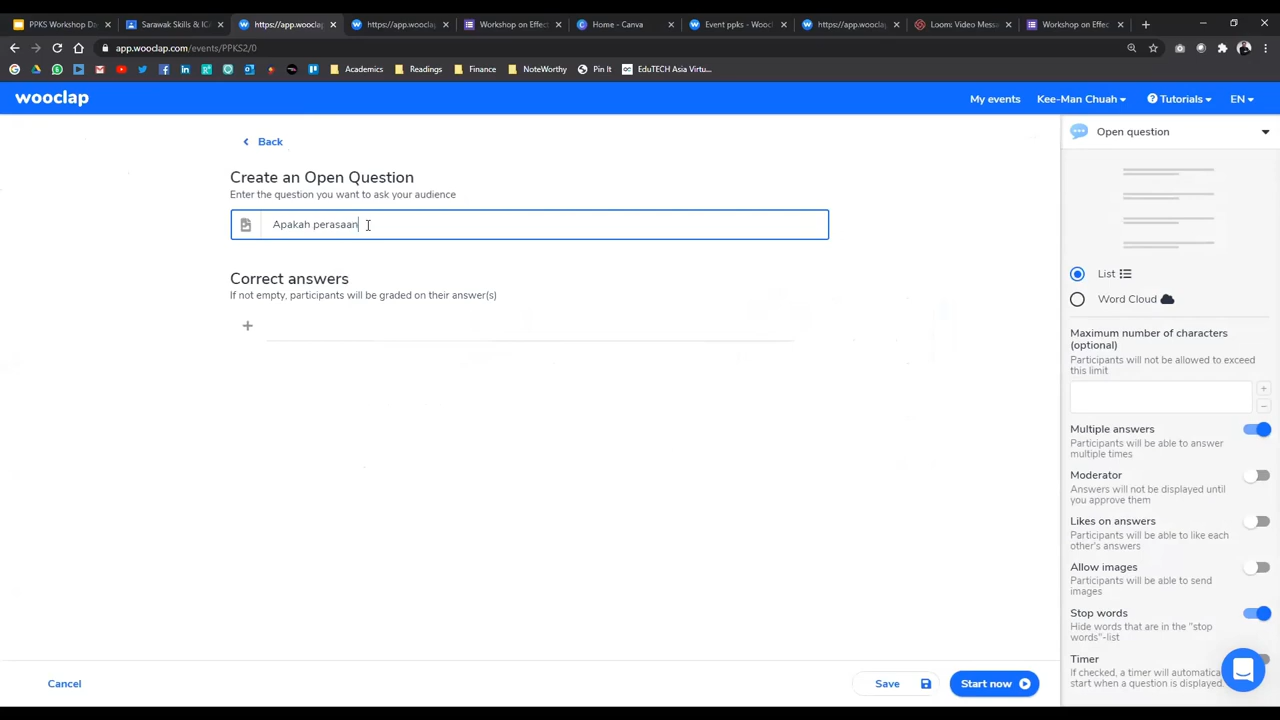 PPKS Workshop D
Sarawak Skills & IC
https://app.wooclap
https://app.wooclap.
Workshop on Effect
Home - Canva
Event ppks - Wooc
https://app.wooclap
Loom: Video Mess
Workshop on Effect
app.wooclap.com/events/PPKS2/0
Academics
Readings
Finance
NoteWorthy
Pin It
EduTECH Asia Virtu...
wooclap
My events
Kee-Man Chuah
Tutorials
EN
Back
Create an Open Question
Enter the question you want to ask your audience
Apakah perasaan
Correct answers
If not empty, participants will be graded on their answer(s)
Cancel
Save
Start now
Open question
List
Word Cloud
Maximum number of characters
(optional)
Participants will not be allowed to exceed
this limit
Multiple answers
Participants will be able to answer
multiple times
Moderator
Answers will not be displayed until
you approve them
Likes on answers
Participants will be able to like each
other's answers
Allow images
Participants will be able to send
images
Stop words
Hide words that are in the "stop
words"-list
Timer
If checked, a timer will automatica
start when a question is displayed.